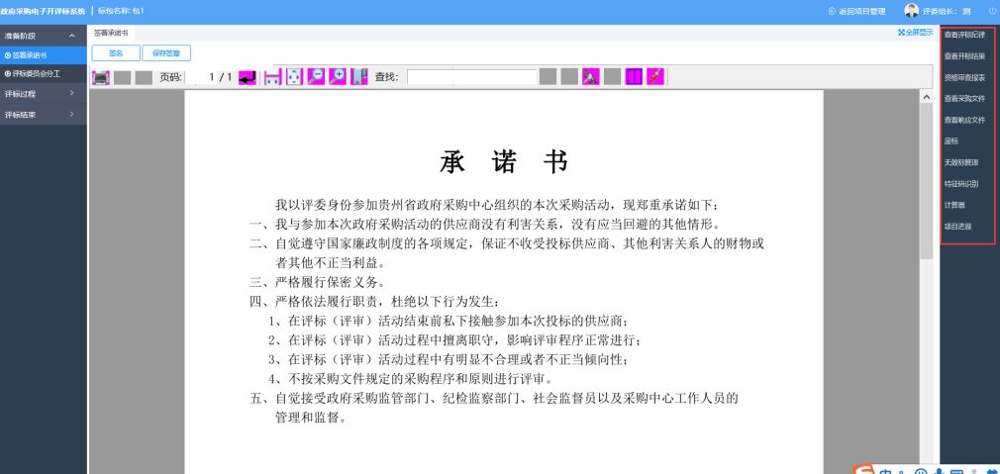 政府采购电子开评标系统 | 标包名称:包1
返回项目管理
评委组长: 测
准备阶段
签署承诺书
评标委员会分工
评标过程
评标结束
签署承诺书
全屏显示
签名
保存签章
页码: 1 / 1
查找:
承 诺 书
我以评委身份参加贵州省政府采购中心组织的本次采购活动，现郑重承诺如下：
一、我与参加本次政府采购活动的供应商没有利害关系，没有应当回避的其他情形。
二、自觉遵守国家廉政制度的各项规定，保证不收受投标供应商、其他利害关系人的财物或
者其他不正当利益。
三、严格履行保密义务。
四、严格依法履行职责，杜绝以下行为发生：
1、在评标（评审）活动结束前私下接触参加本次投标的供应商；
2、在评标（评审）活动过程中擅离职守，影响评审程序正常进行；
3、在评标（评审）活动过程中有明显不合理或者不正当倾向性；
4、不按采购文件规定的采购程序和原则进行评审。
五、自觉接受政府采购监管部门、纪检监察部门、社会监督员以及采购中心工作人员的
管理和监督。
查看评标纪律
查看开标结果
资格审查报表
查看采购文件
查看响应文件
废标
无效标管理
特征码识别
计算器
项目进展
中